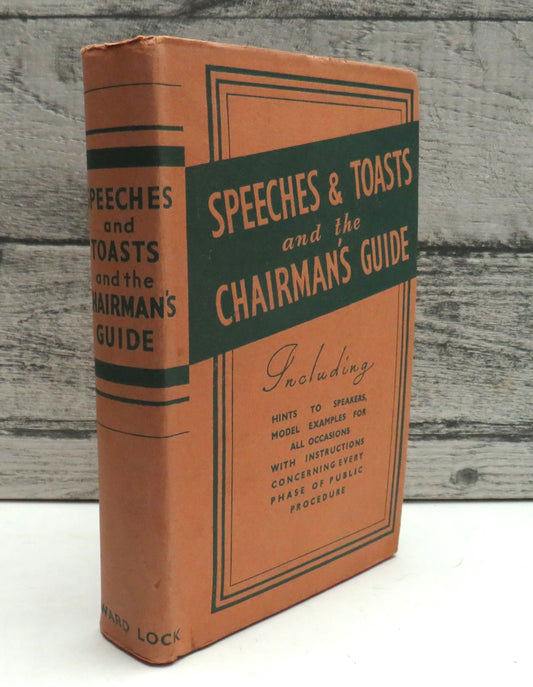 SPEECHES
and
TOASTS
and the
CHAIRMAN'S
GUIDE
WARD LOCK
SPEECHES & TOASTS
and the
CHAIRMAN'S GUIDE
Including
HINTS TO SPEAKERS,
MODEL EXAMPLES FOR
ALL OCCASIONS
WITH INSTRUCTIONS
CONCERNING EVERY
PHASE OF PUBLIC
PROCEDURE